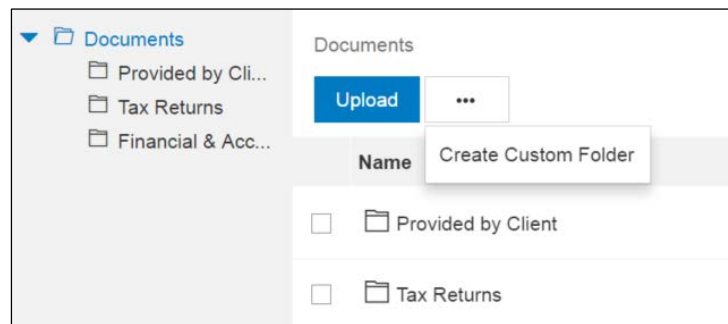 Documents
Provided by Cli...
Tax Returns
Financial & Acc...
Documents
Upload
...
Create Custom Folder
Name
Provided by Client
Tax Returns